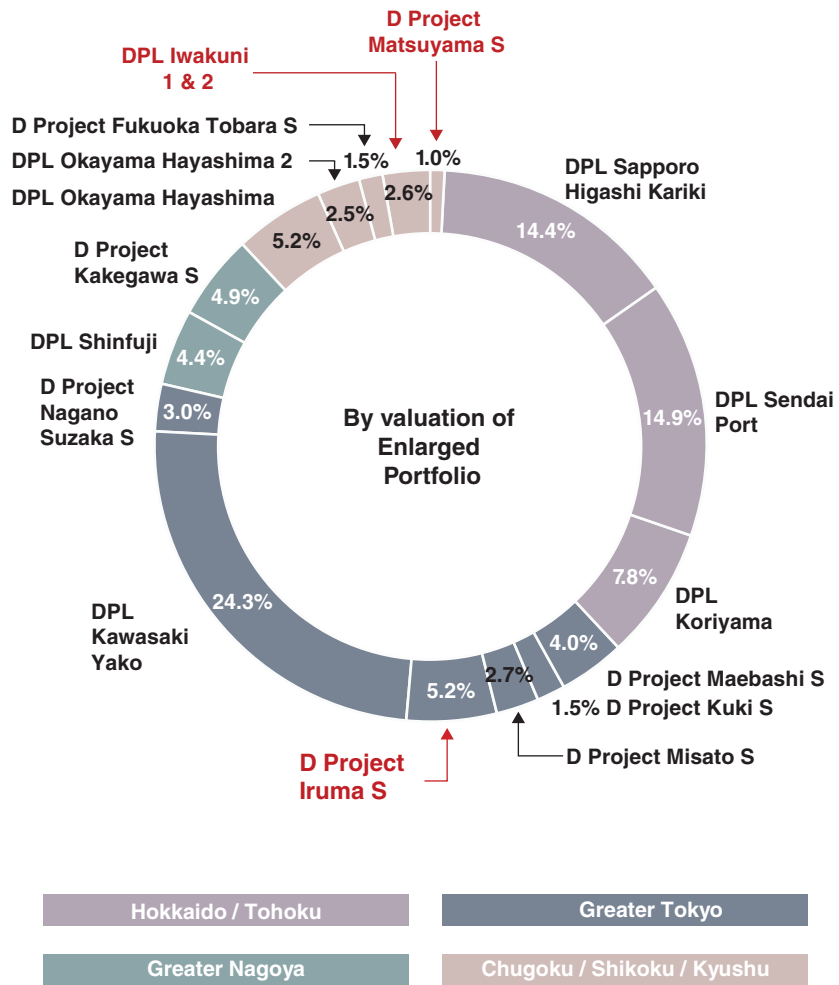 D Project
Matsuyama S
DPL Iwakuni
1 & 2
D Project Fukuoka Tobara S
DPL Okayama Hayashima 2
1.5%
1.0%
DPL Sapporo
Higashi Kariki
DPL Okayama Hayashima
2.6%
2.5%
14.4%
5.2%
D Project
Kakegawa S
4.9%
DPL Shinfuji
4.4%
D Project
Nagano
Suzaka S
3.0%
By valuation of
Enlarged
Portfolio
14.9%
DPL Sendai
Port
24.3%
DPL
Kawasaki
Yako
7.8%
DPL
Koriyama
4.0%
2.7%
5.2%
D Project Maebashi S
1.5% D Project Kuki S
D Project Misato S
D Project
Iruma S
Hokkaido / Tohoku
Greater Tokyo
Greater Nagoya
Chugoku / Shikoku / Kyushu